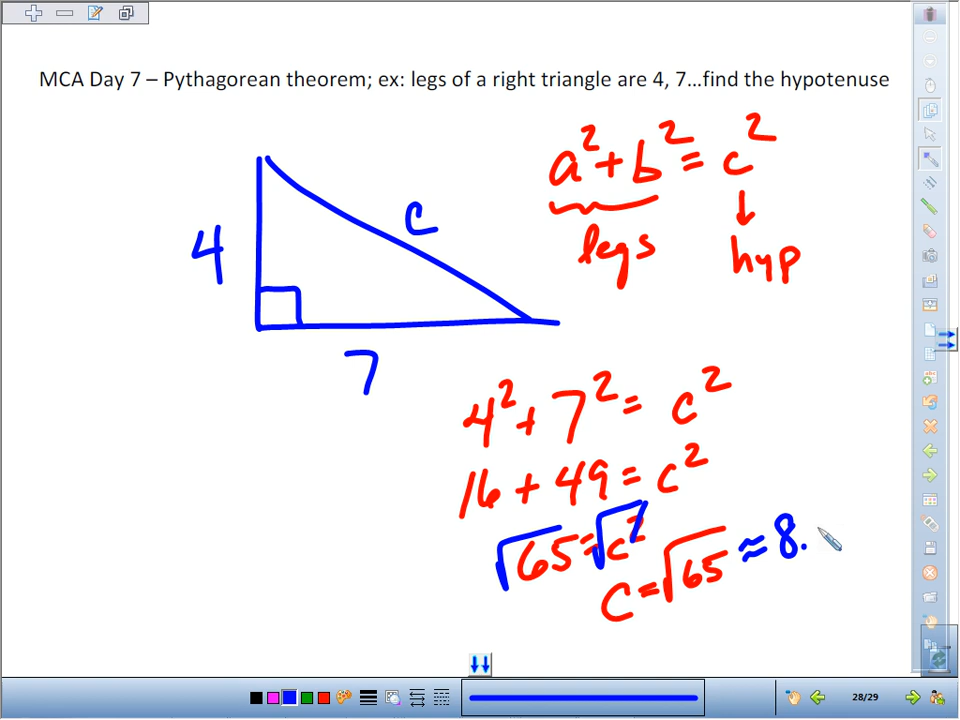 MCA Day 7 – Pythagorean theorem; ex: legs of a right triangle are 4, 7…find the hypotenuse
a² + b² = c²
legs
hyp
4
c
7
4² + 7² = c²
16 + 49 = c²
√65 = √c²
c = √65 ≈ 8.
28/29